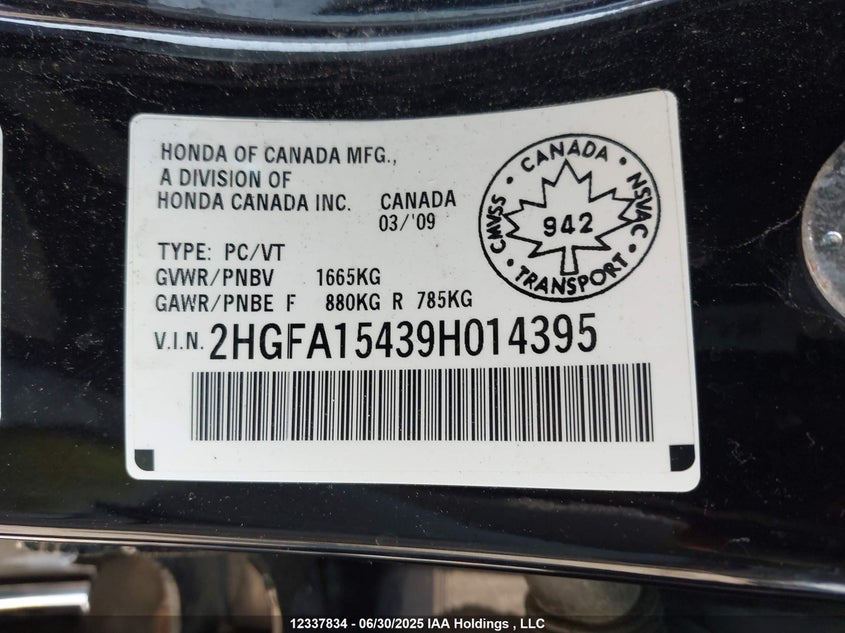 HONDA OF CANADA MFG.,
A DIVISION OF
HONDA CANADA INC. CANADA
03/'09
TYPE: PC/VT
GVWR/PNBV 1665KG
GAWR/PNBE F 880KG R 785KG
V.I.N. 2HGFA15439H014395
• CANADA •
CMVSS
942
NSVAC
• TRANSPORT •
12337834 - 06/30/2025 IAA Holdings , LLC